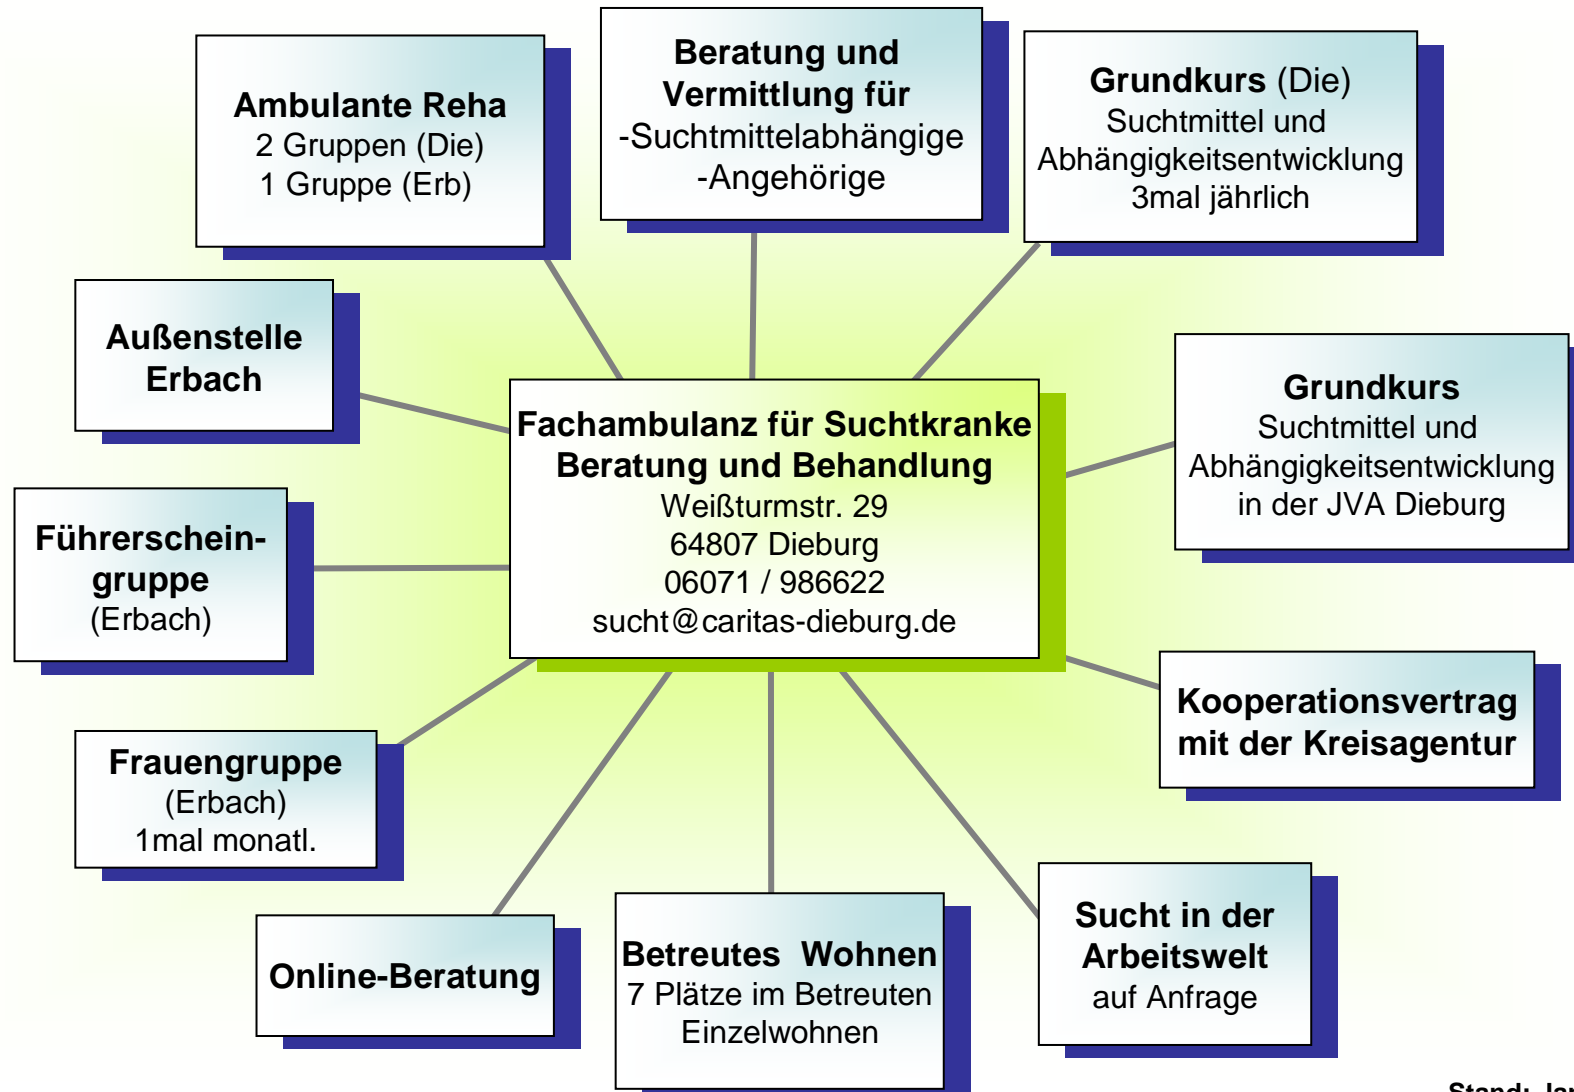 Ambulante Reha
2 Gruppen (Die)
1 Gruppe (Erb)
Beratung und
Vermittlung für
-Suchtmittelabhängige
-Angehörige
Grundkurs (Die)
Suchtmittel und
Abhängigkeitsentwicklung
3mal jährlich
Außenstelle
Erbach
Fachambulanz für Suchtkranke
Beratung und Behandlung
Weißturmstr. 29
64807 Dieburg
06071 / 986622
sucht@caritas-dieburg.de
Grundkurs
Suchtmittel und
Abhängigkeitsentwicklung
in der JVA Dieburg
Führerschein-
gruppe
(Erbach)
Kooperationsvertrag
mit der Kreisagentur
Frauengruppe
(Erbach)
1mal monatl.
Online-Beratung
Betreutes Wohnen
7 Plätze im Betreuten
Einzelwohnen
Sucht in der
Arbeitswelt
auf Anfrage
Stand: